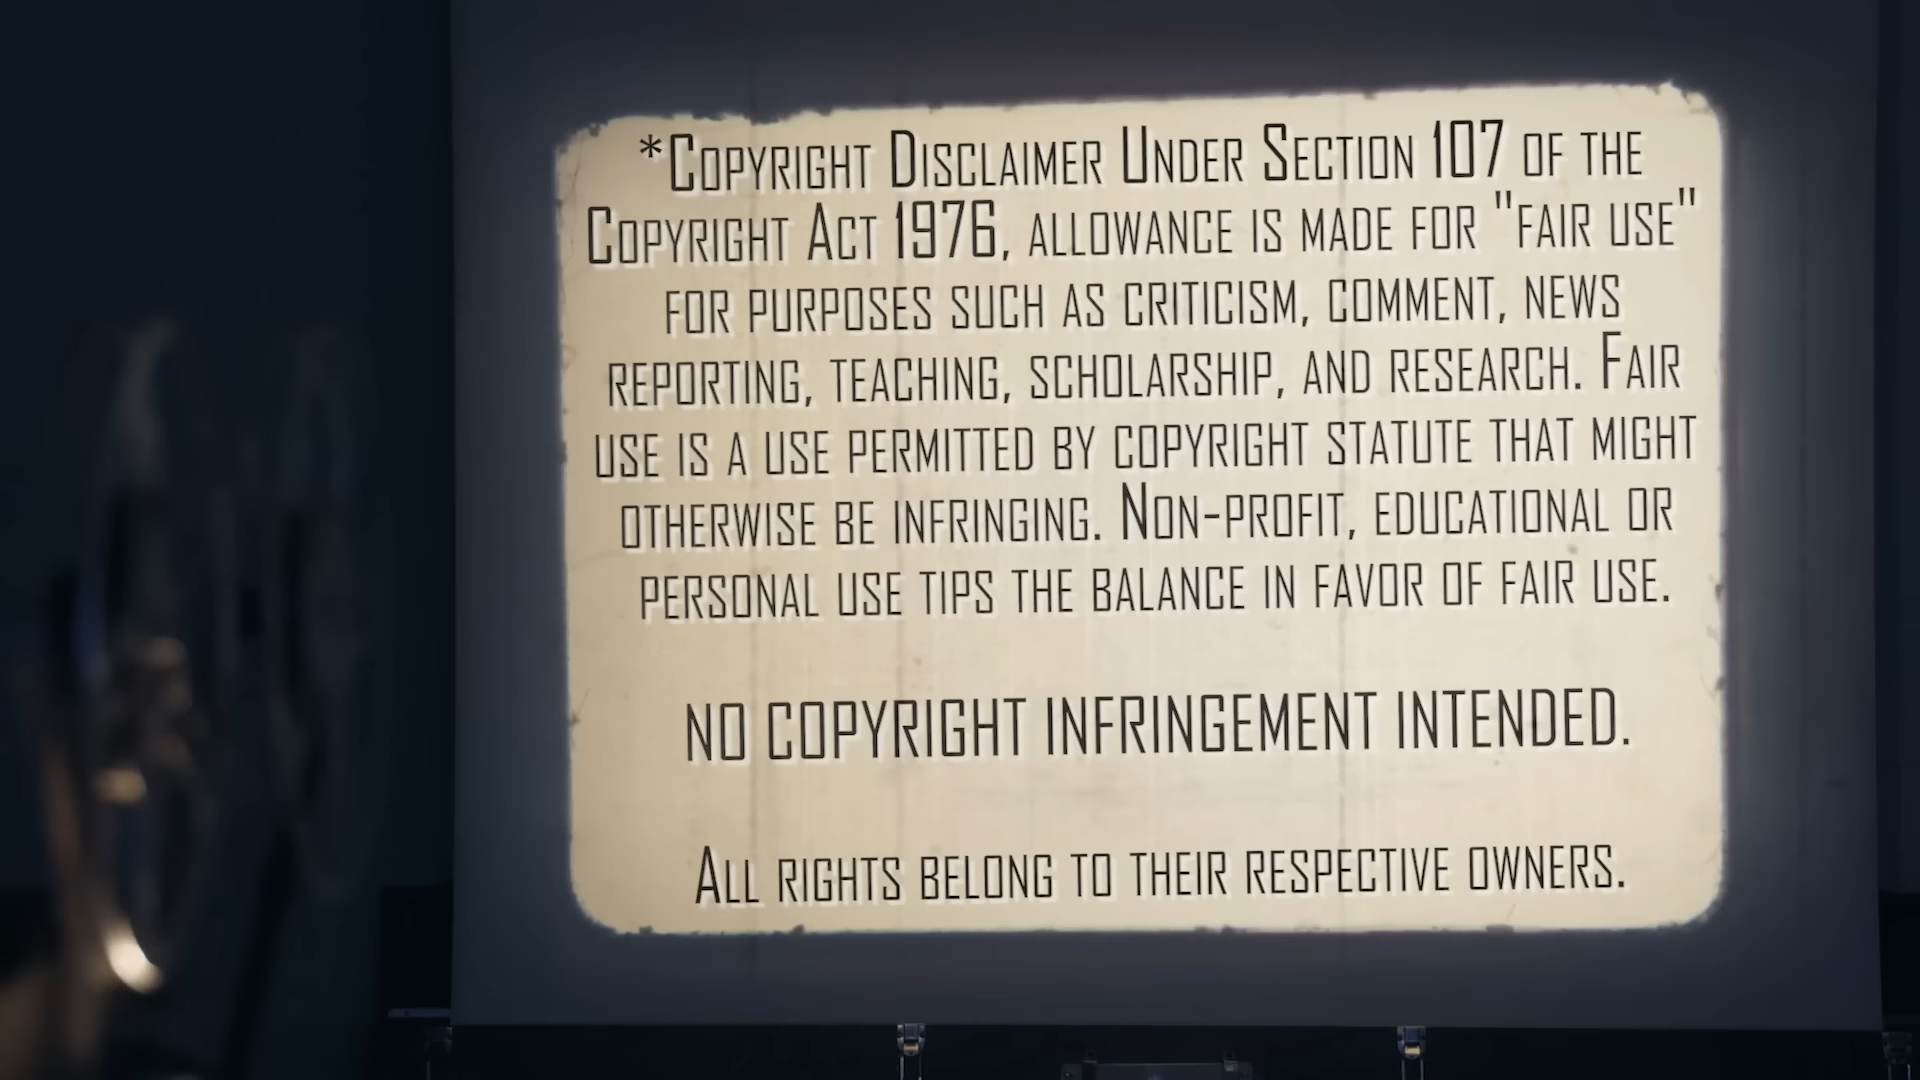 *Copyright Disclaimer Under Section 107 of the
Copyright Act 1976, allowance is made for "fair use"
for purposes such as criticism, comment, news
reporting, teaching, scholarship, and research. Fair
use is a use permitted by copyright statute that might
otherwise be infringing. Non-profit, educational or
personal use tips the balance in favor of fair use.
NO COPYRIGHT INFRINGEMENT INTENDED.
All rights belong to their respective owners.